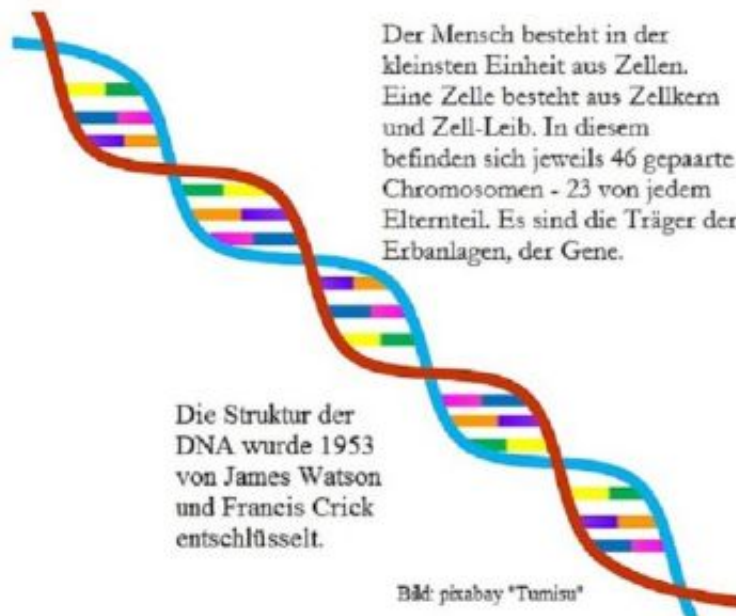 Der Mensch besteht in der
kleinsten Einheit aus Zellen.
Eine Zelle besteht aus Zellkern
und Zell-Leib. In diesem
befinden sich jeweils 46 gepaarte
Chromosomen - 23 von jedem
Elternteil. Es sind die Träger der
Erbanlagen, der Gene.
Die Struktur der
DNA wurde 1953
von James Watson
und Francis Crick
entschlüsselt.
Bild: pixabay "Tumisu"